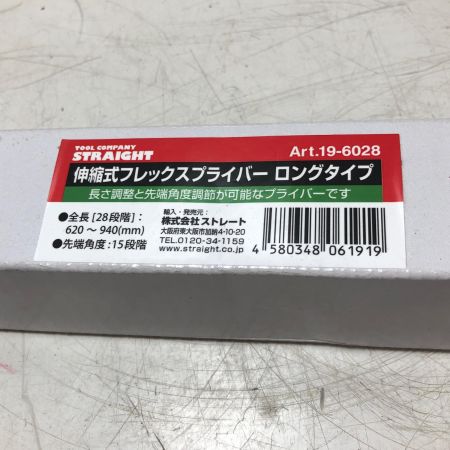 TOOL COMPANY
STRAIGHT
Art.19-6028
伸縮式フレックスプライバー ロングタイプ
長さ調整と先端角度調節が可能なプライバーです
●全長[28段階]:
620～940(mm)
●先端角度:15段階
輸入・発売元:
株式会社 ストレート
大阪府東大阪市加納4-10-20
TEL.0120-34-1159
www.straight.co.jp
4 580348 061919